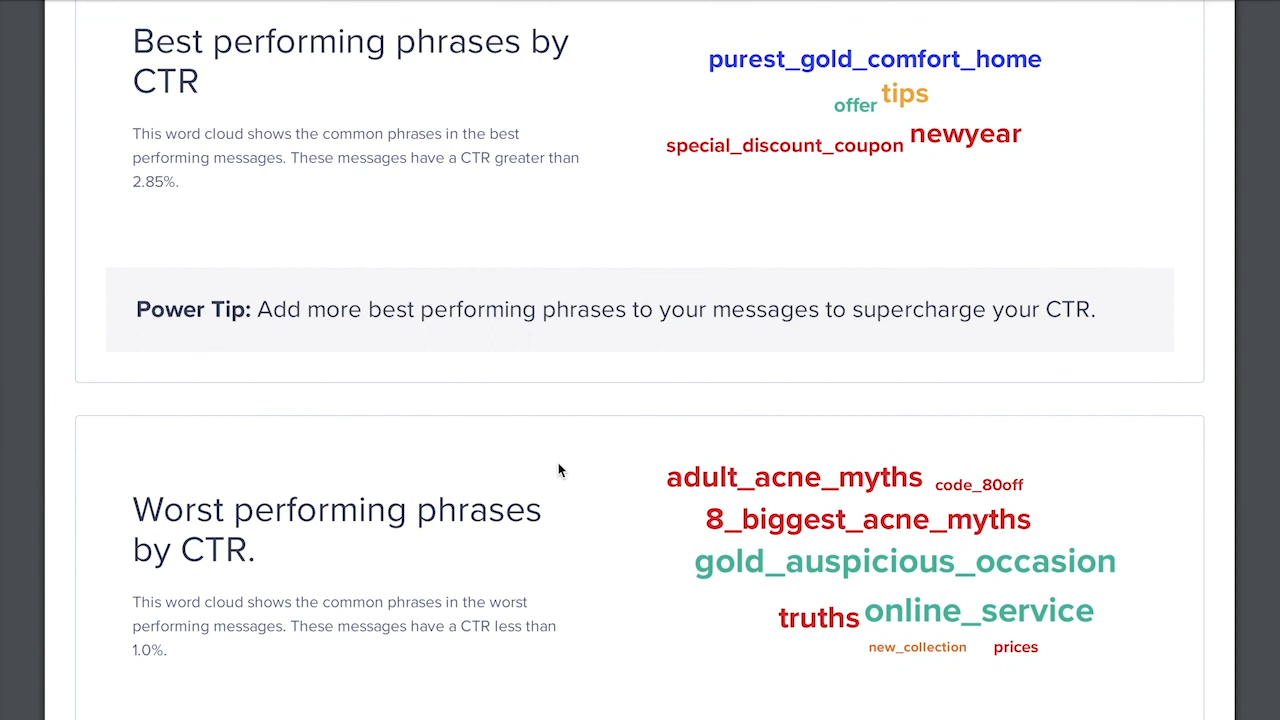 Best performing phrases by
CTR
This word cloud shows the common phrases in the best
performing messages. These messages have a CTR greater than
2.85%.
purest_gold_comfort_home
offer tips
special_discount_coupon newyear
Power Tip: Add more best performing phrases to your messages to supercharge your CTR.
Worst performing phrases
by CTR.
This word cloud shows the common phrases in the worst
performing messages. These messages have a CTR less than
1.0%.
adult_acne_myths code_80off
8_biggest_acne_myths
gold_auspicious_occasion
truths online_service
new_collection prices